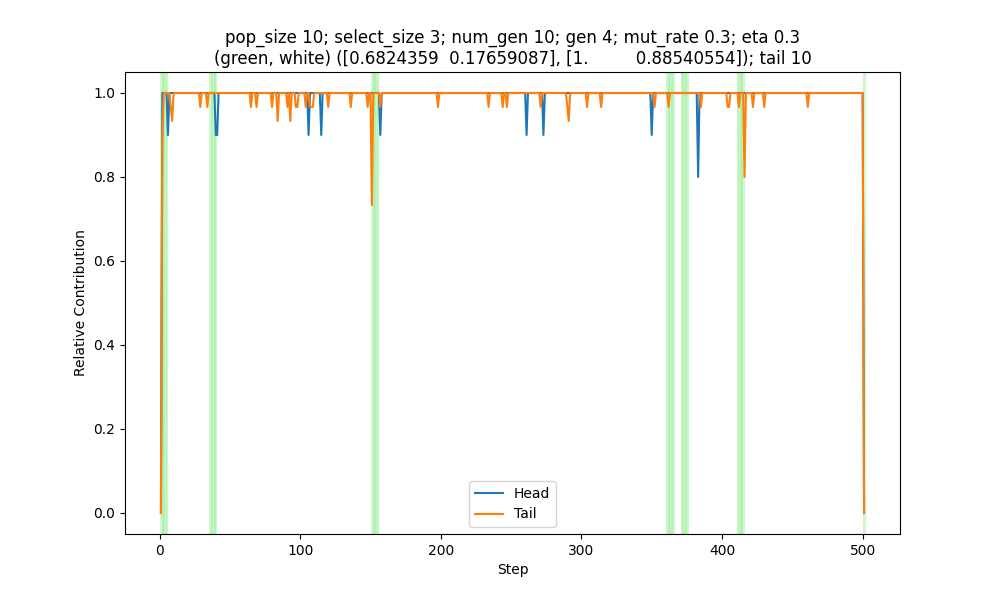 pop_size 10; select_size 3; num_gen 10; gen 4; mut_rate 0.3; eta 0.3
(green, white) ([0.6824359  0.17659087], [1.         0.88540554]); tail 10
1.0
0.8
0.6
0.4
0.2
0.0
Relative Contribution
Head
Tail
0 100 200 300 400 500
Step